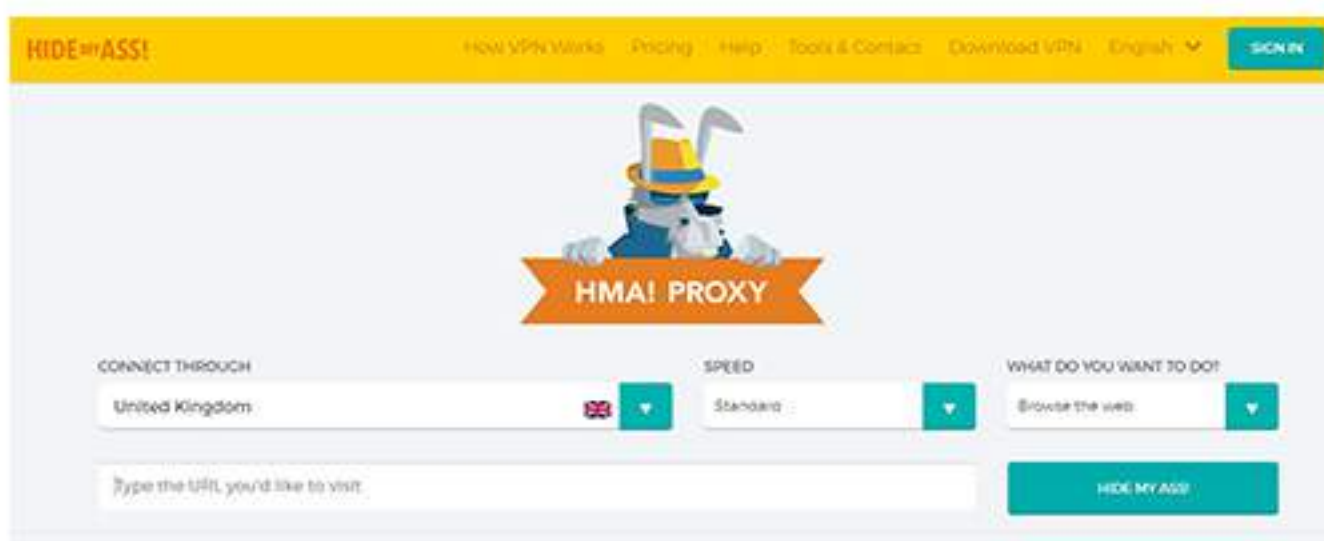 HIDE MY ASS!
How VPN Works Pricing Help Tools & Contact Download VPN English SIGN IN
HMA! PROXY
CONNECT THROUGH
United Kingdom
SPEED
Standard
WHAT DO YOU WANT TO DO?
Browse the web
Type the URL you'd like to visit
HIDE MY ASS!